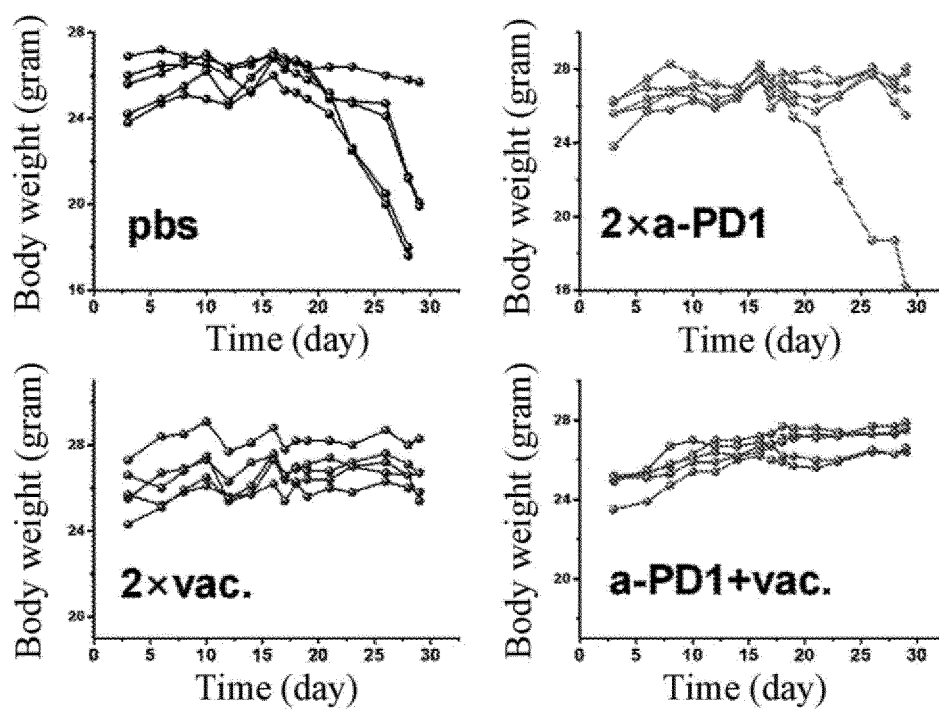 Body weight (gram)
28
24
20
16
pbs
0 5 10 15 20 25 30
Time (day)
Body weight (gram)
28
24
2×a-PD1
0 5 10 15 20 25 30
Time (day)
Body weight (gram)
28
24
20
2×vac.
0 5 10 15 20 25 30
Time (day)
Body weight (gram)
28
24
20
a-PD1+vac.
0 5 10 15 20 25 30
Time (day)